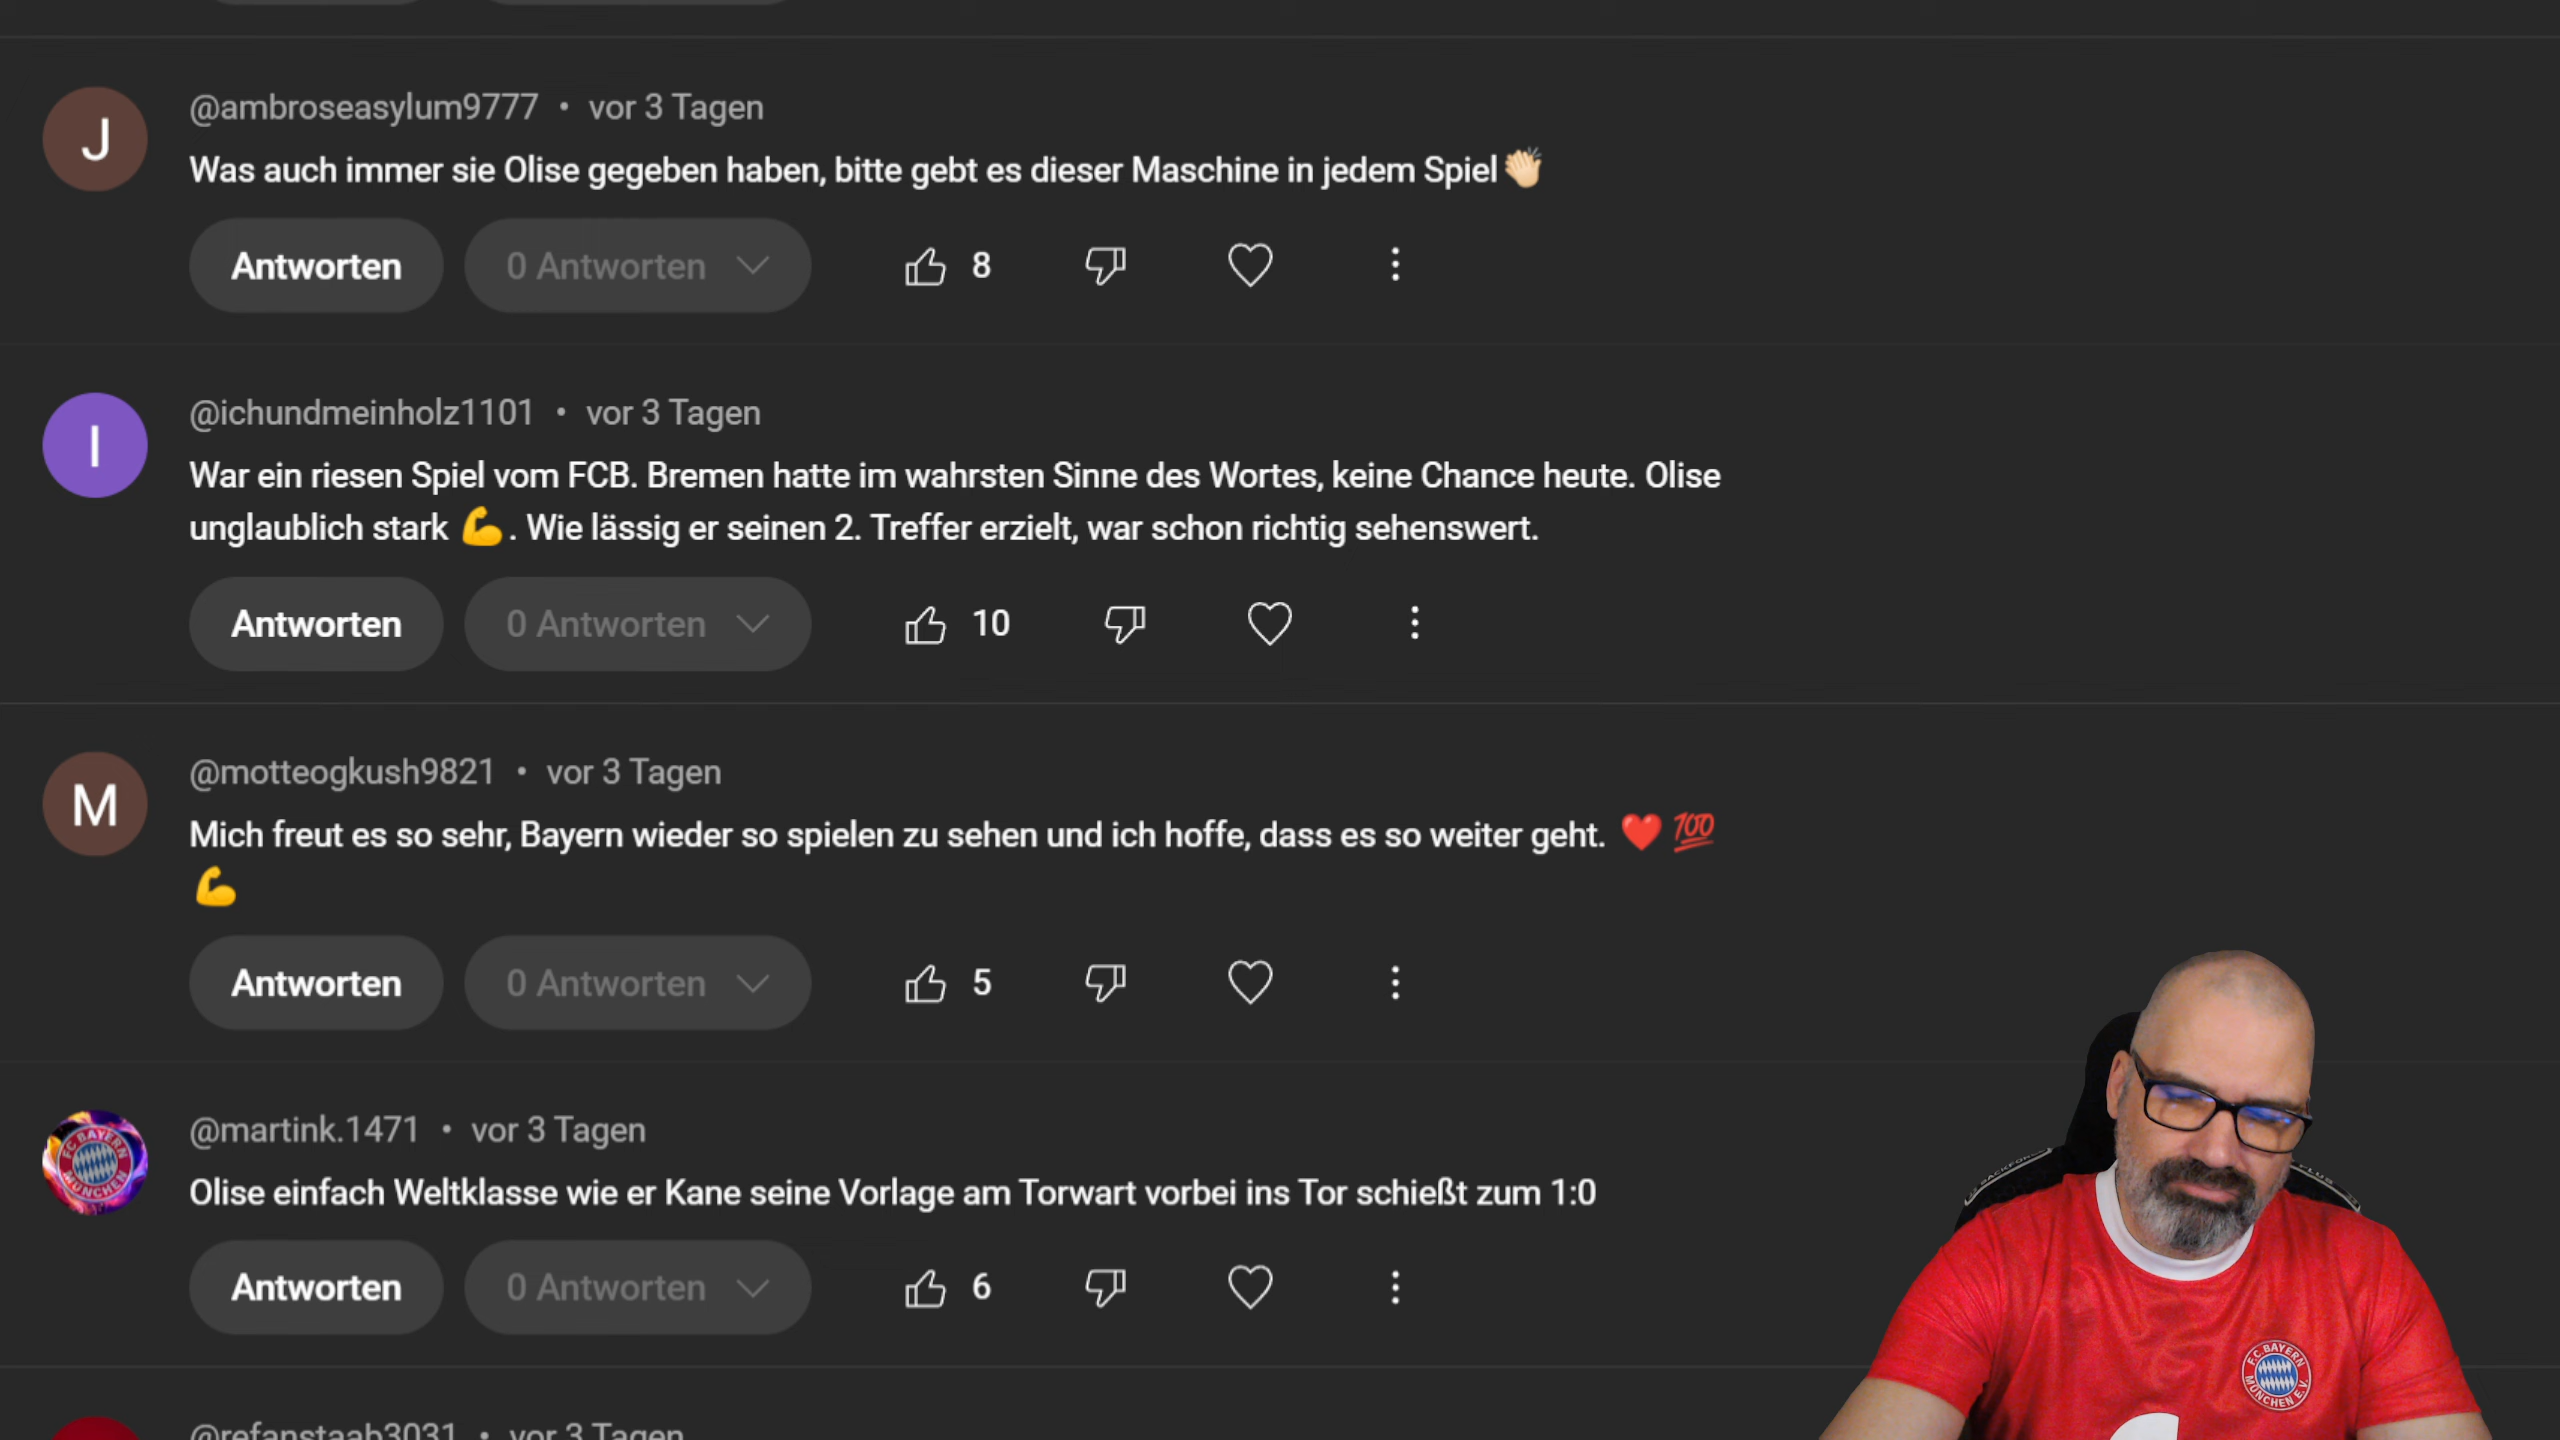 J
@ambroseasylum9777 • vor 3 Tagen
Was auch immer sie Olise gegeben haben, bitte gebt es dieser Maschine in jedem Spiel👏🏻
Antworten 0 Antworten 8
I
@ichundmeinholz1101 • vor 3 Tagen
War ein riesen Spiel vom FCB. Bremen hatte im wahrsten Sinne des Wortes, keine Chance heute. Olise
unglaublich stark 💪. Wie lässig er seinen 2. Treffer erzielt, war schon richtig sehenswert.
Antworten 0 Antworten 10
M
@motteogkush9821 • vor 3 Tagen
Mich freut es so sehr, Bayern wieder so spielen zu sehen und ich hoffe, dass es so weiter geht. ❤️ 💯
💪
Antworten 0 Antworten 5
FC BAYERN
MÜNCHEN
@martink.1471 • vor 3 Tagen
Olise einfach Weltklasse wie er Kane seine Vorlage am Torwart vorbei ins Tor schießt zum 1:0
Antworten 0 Antworten 6
F.C. BAYERN
MÜNCHEN E.V.
@refanstaab3031 • vor 3 Tagen